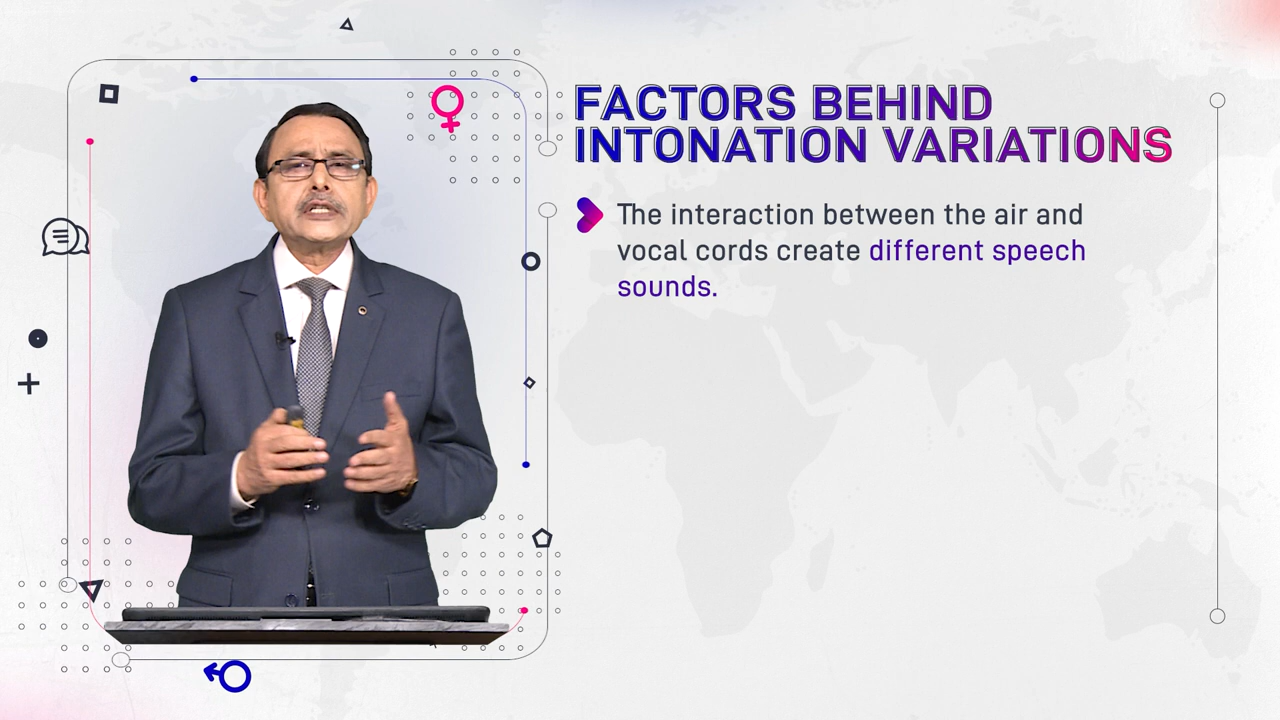 FACTORS BEHIND
INTONATION VARIATIONS
The interaction between the air and
vocal cords create different speech
sounds.